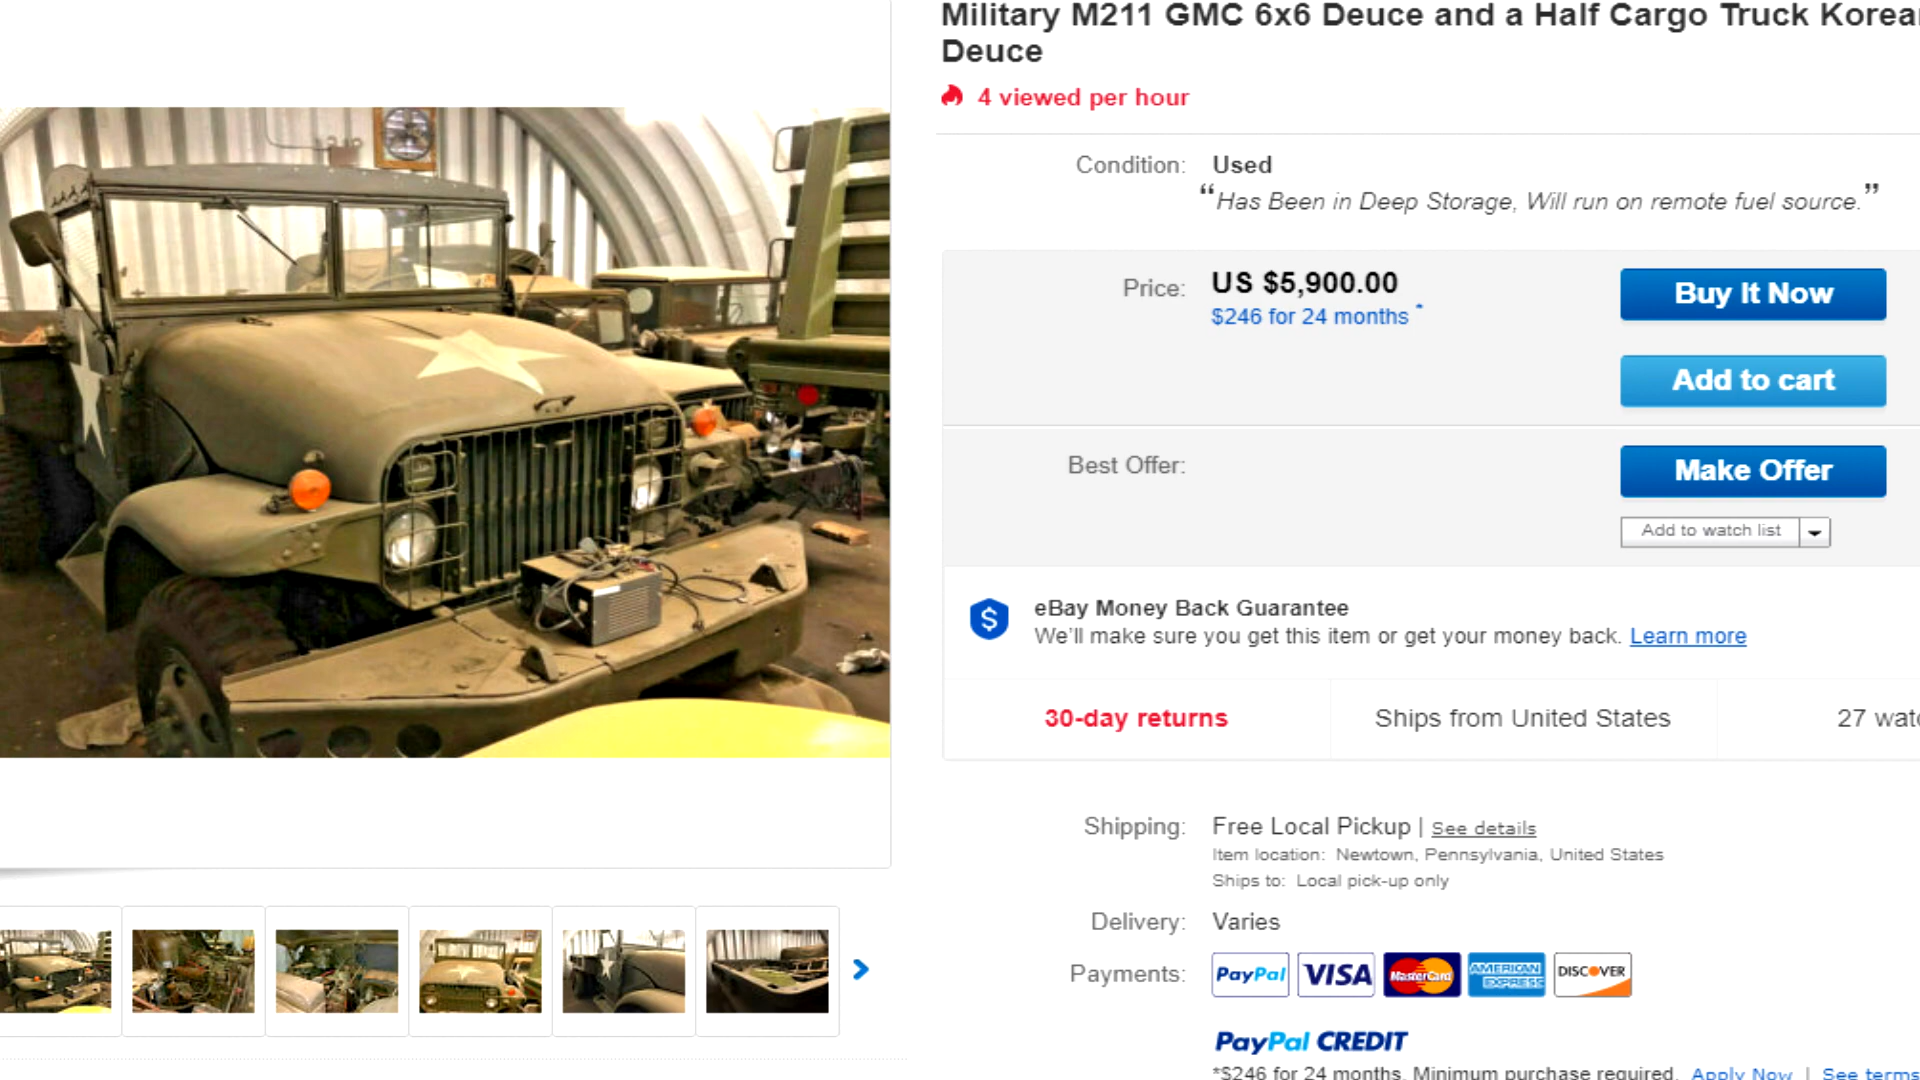 Military M211 GMC 6x6 Deuce and a Half Cargo Truck Korea
Deuce
4 viewed per hour
Condition: Used
“Has Been in Deep Storage, Will run on remote fuel source.”
Price: US $5,900.00
$246 for 24 months *
Buy It Now
Add to cart
Best Offer:
Make Offer
Add to watch list
eBay Money Back Guarantee
We'll make sure you get this item or get your money back. Learn more
30-day returns Ships from United States 27 wat
Shipping: Free Local Pickup | See details
Item location: Newtown, Pennsylvania, United States
Ships to: Local pick-up only
Delivery: Varies
Payments: PayPal VISA MasterCard AMERICAN EXPRESS DISCOVER
PayPal CREDIT
*$246 for 24 months. Minimum purchase required. Apply Now | See terms